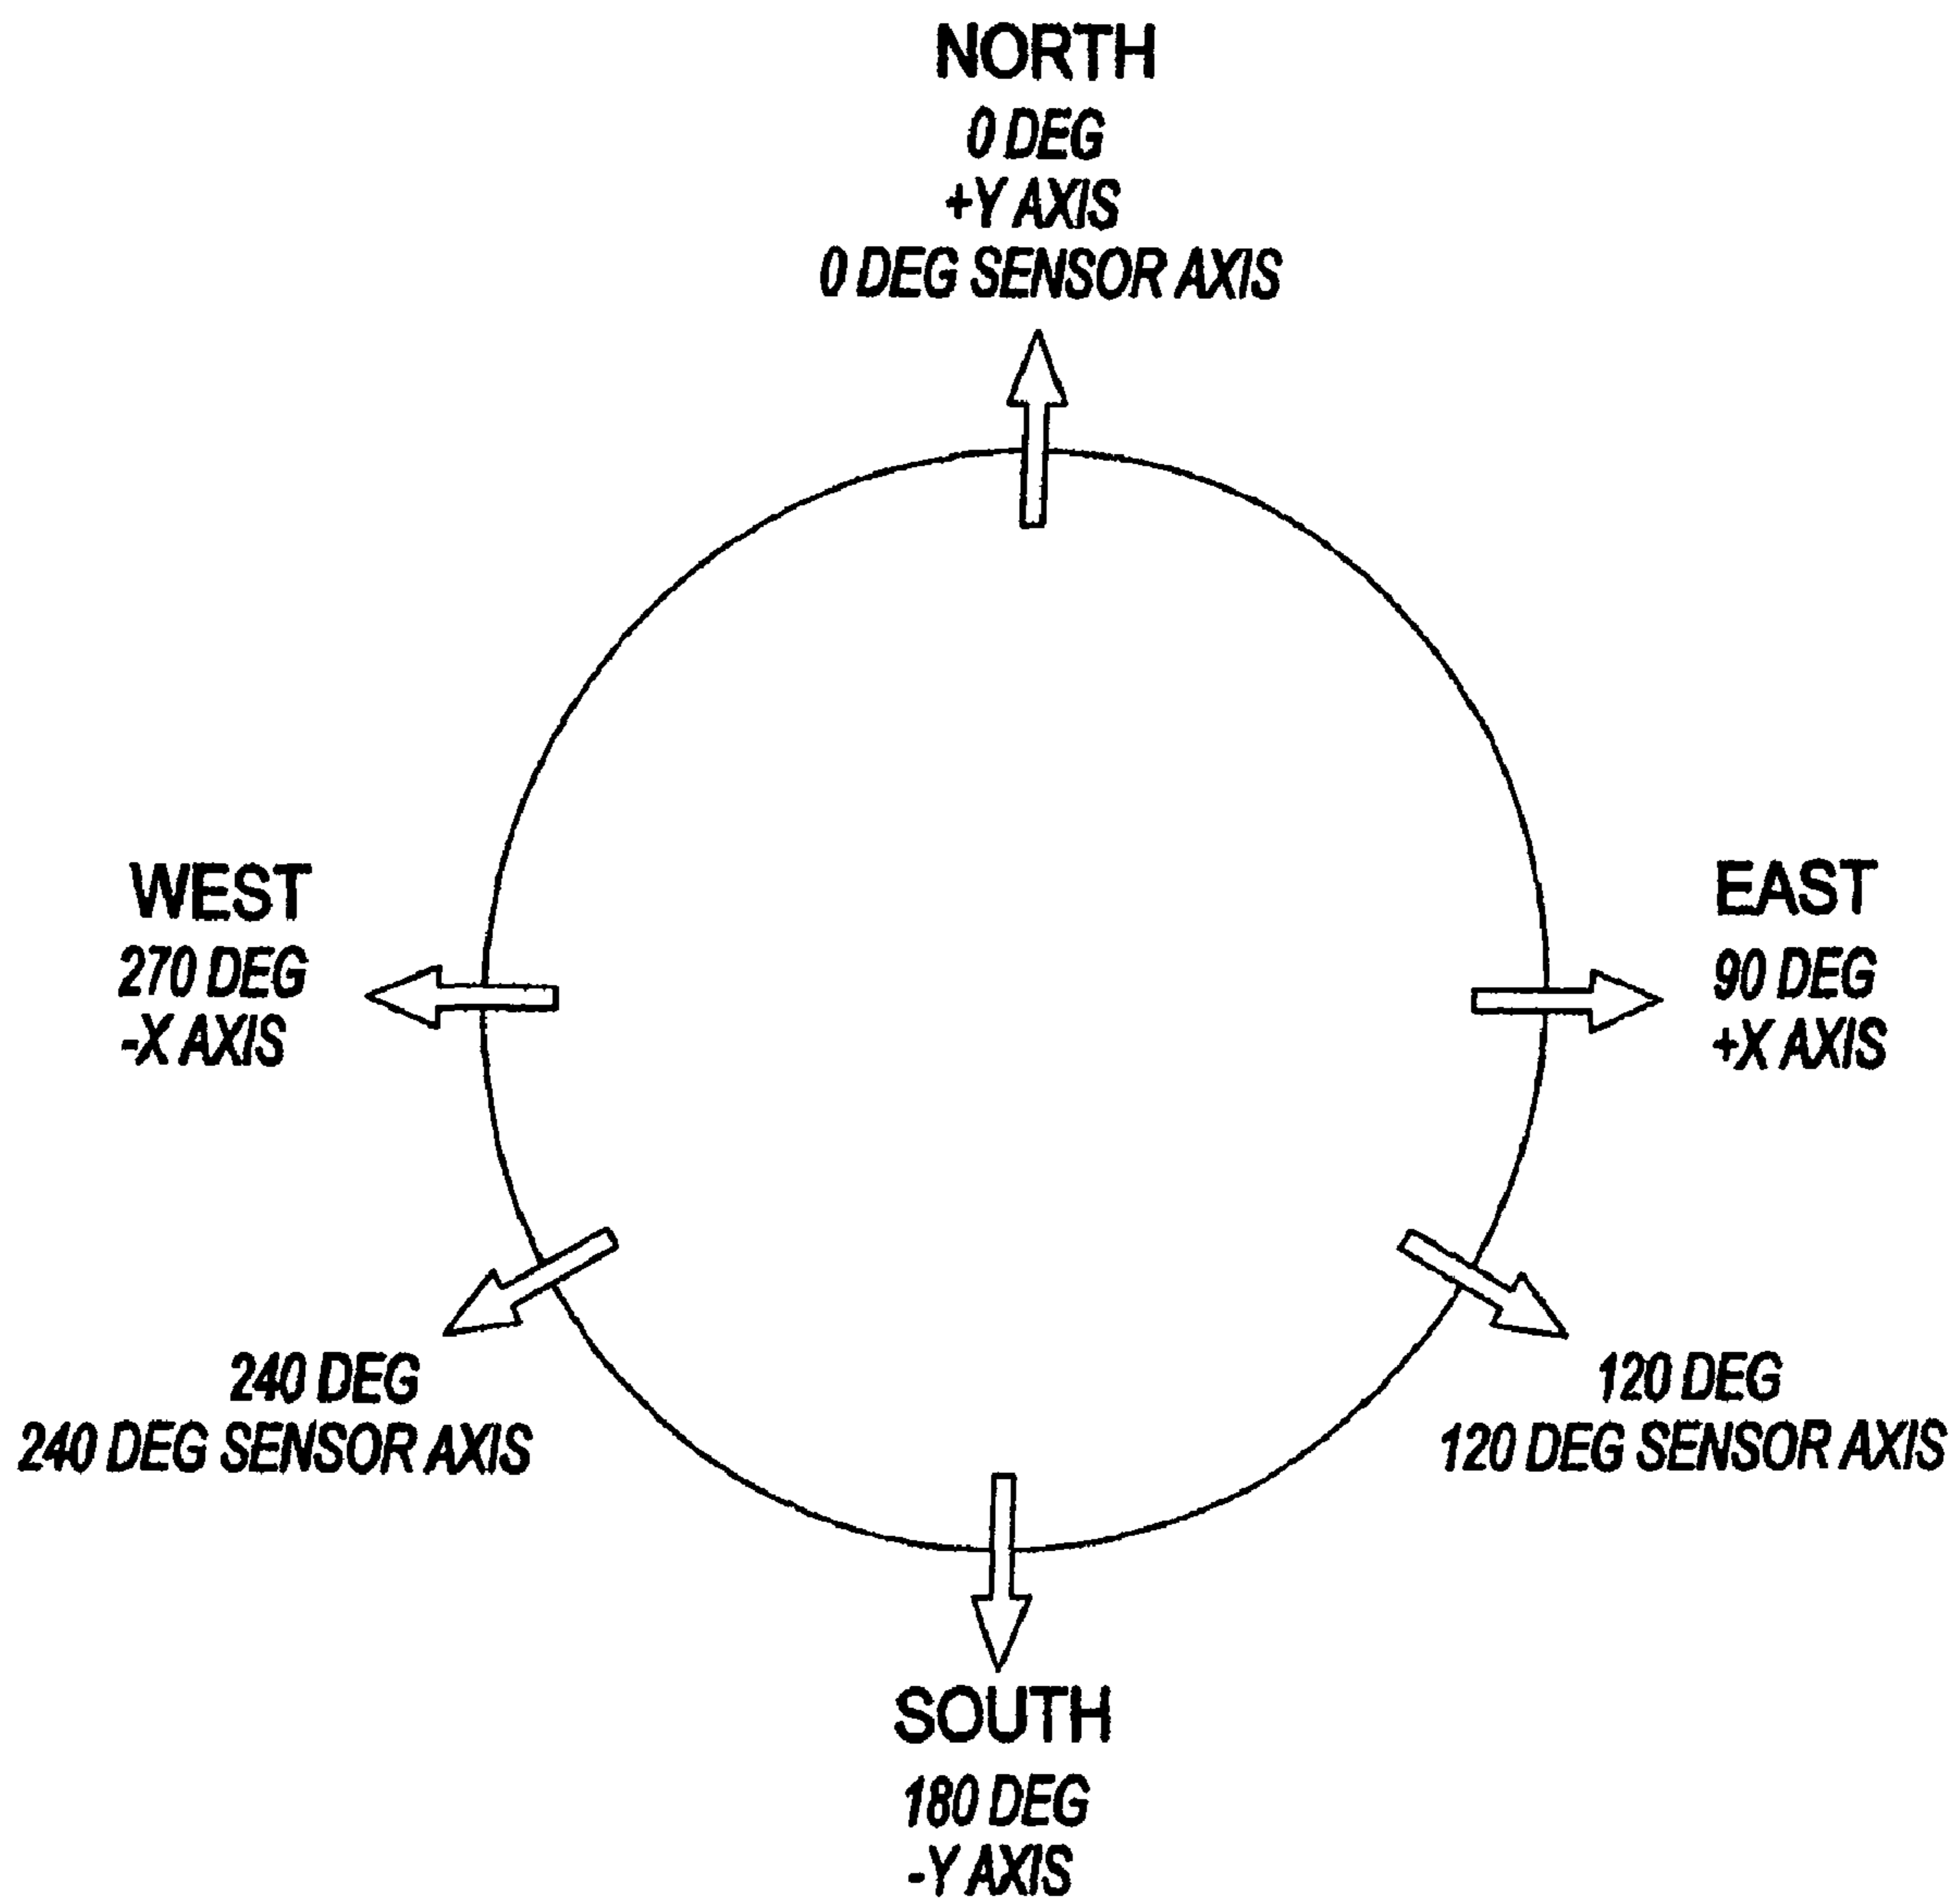 NORTH
0 DEG
+Y AXIS
0 DEG SENSOR AXIS
WEST
270 DEG
-X AXIS
EAST
90 DEG
+X AXIS
240 DEG
240 DEG SENSOR AXIS
120 DEG
120 DEG SENSOR AXIS
SOUTH
180 DEG
-Y AXIS